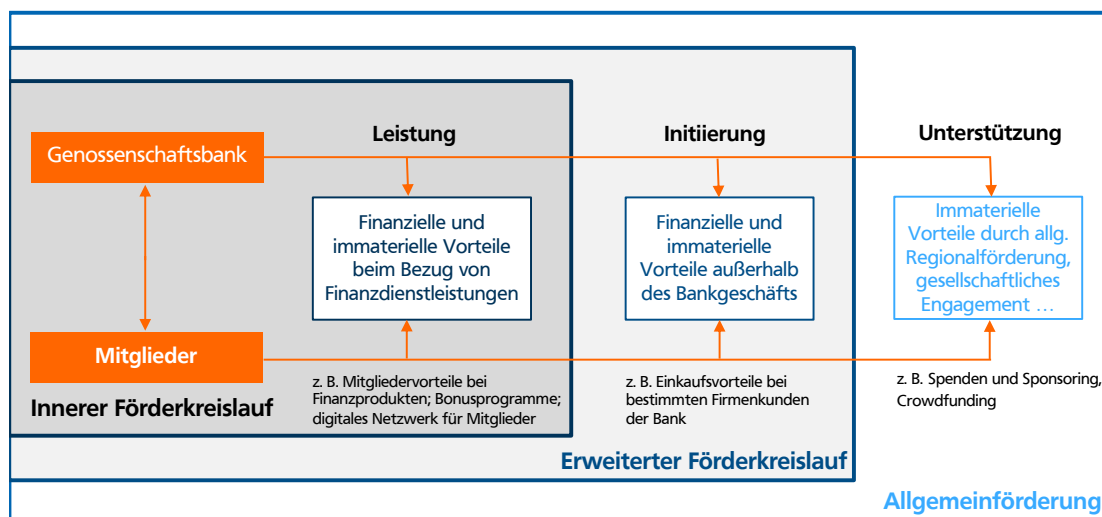 Leistung
Initiierung
Unterstützung
Genossenschaftsbank
Finanzielle und
immaterielle Vorteile
beim Bezug von
Finanzdienstleistungen
Finanzielle und
immaterielle
Vorteile außerhalb
des Bankgeschäfts
Immaterielle
Vorteile durch allg.
Regionalförderung,
gesellschaftliches
Engagement …
Mitglieder
z. B. Mitgliedervorteile bei
Finanzprodukten; Bonusprogramme;
digitales Netzwerk für Mitglieder
z. B. Einkaufsvorteile bei
bestimmten Firmenkunden
der Bank
z. B. Spenden und Sponsoring,
Crowdfunding
Innerer Förderkreislauf
Erweiterter Förderkreislauf
Allgemeinförderung